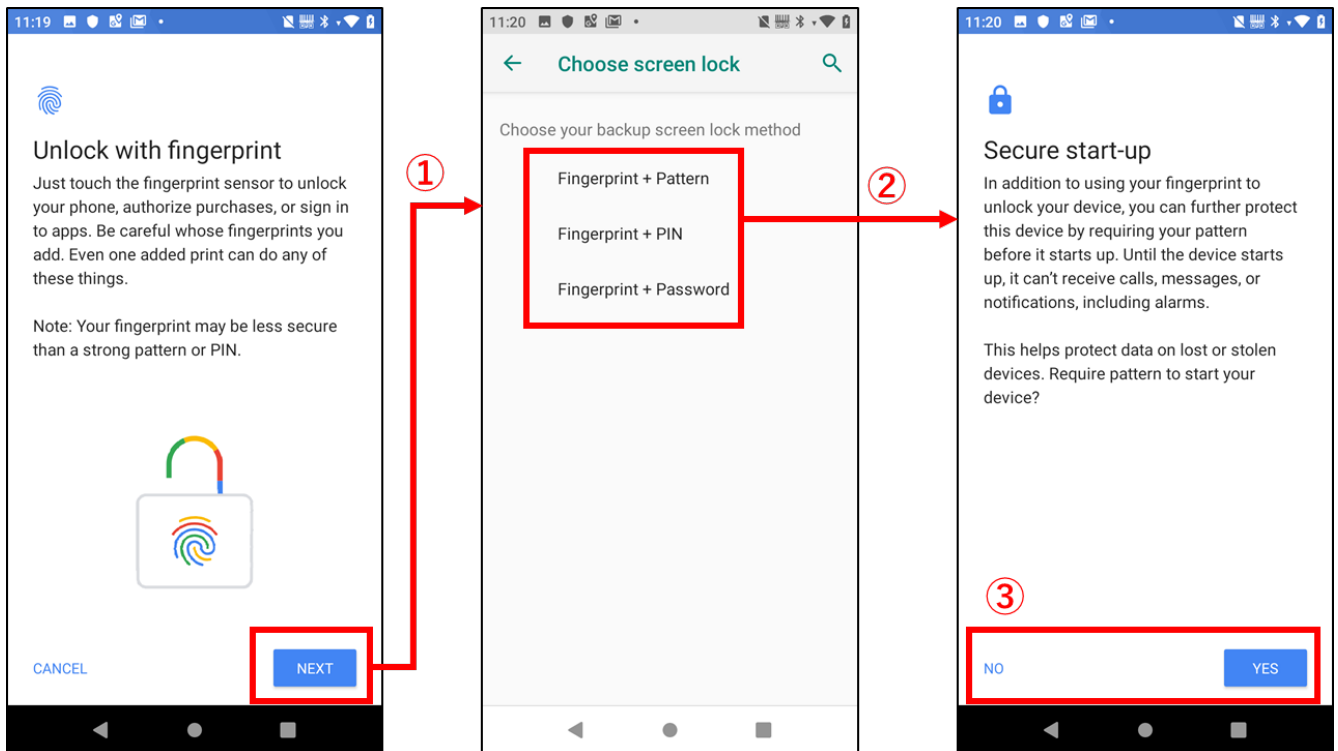 11:19
Unlock with fingerprint
Just touch the fingerprint sensor to unlock
your phone, authorize purchases, or sign in
to apps. Be careful whose fingerprints you
add. Even one added print can do any of
these things.
Note: Your fingerprint may be less secure
than a strong pattern or PIN.
CANCEL
NEXT
①
11:20
Choose screen lock
Choose your backup screen lock method
Fingerprint + Pattern
Fingerprint + PIN
Fingerprint + Password
②
11:20
Secure start-up
In addition to using your fingerprint to
unlock your device, you can further protect
this device by requiring your pattern
before it starts up. Until the device starts
up, it can't receive calls, messages, or
notifications, including alarms.
This helps protect data on lost or stolen
devices. Require pattern to start your
device?
③
NO
YES